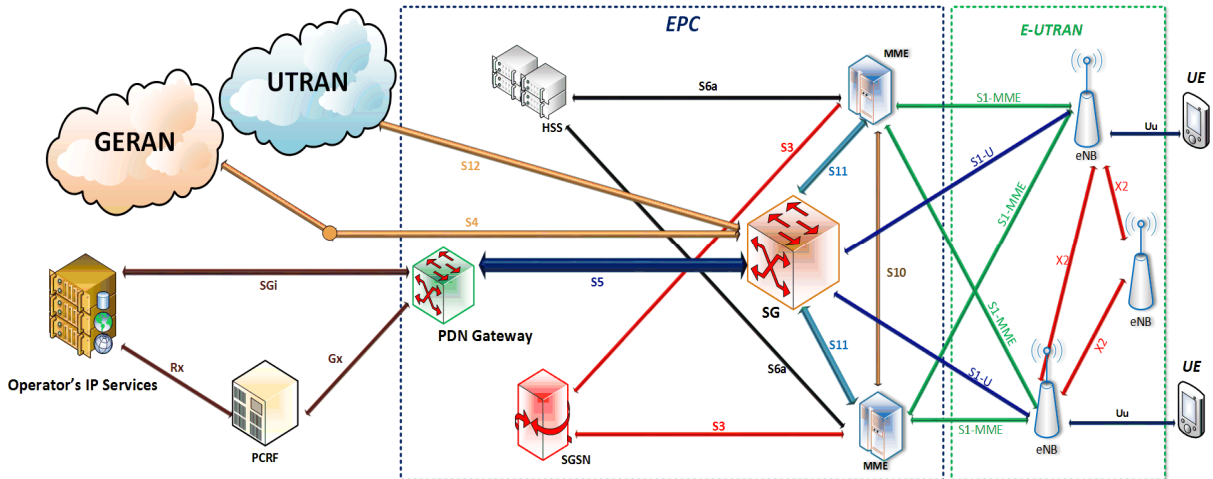 EPC
E-UTRAN
UTRAN
GERAN
MME
HSS
S6a
S1-MME
UE
Uu
eNB
S3
S12
S11
S1-U
S4
S1-MME
X2
SGi
S5
SG
S10
X2
PDN Gateway
eNB
Operator's IP Services
Rx
Gx
S11
S1-MME
X2
S6a
S1-U
UE
PCRF
SGSN
S3
MME
S1-MME
eNB
Uu